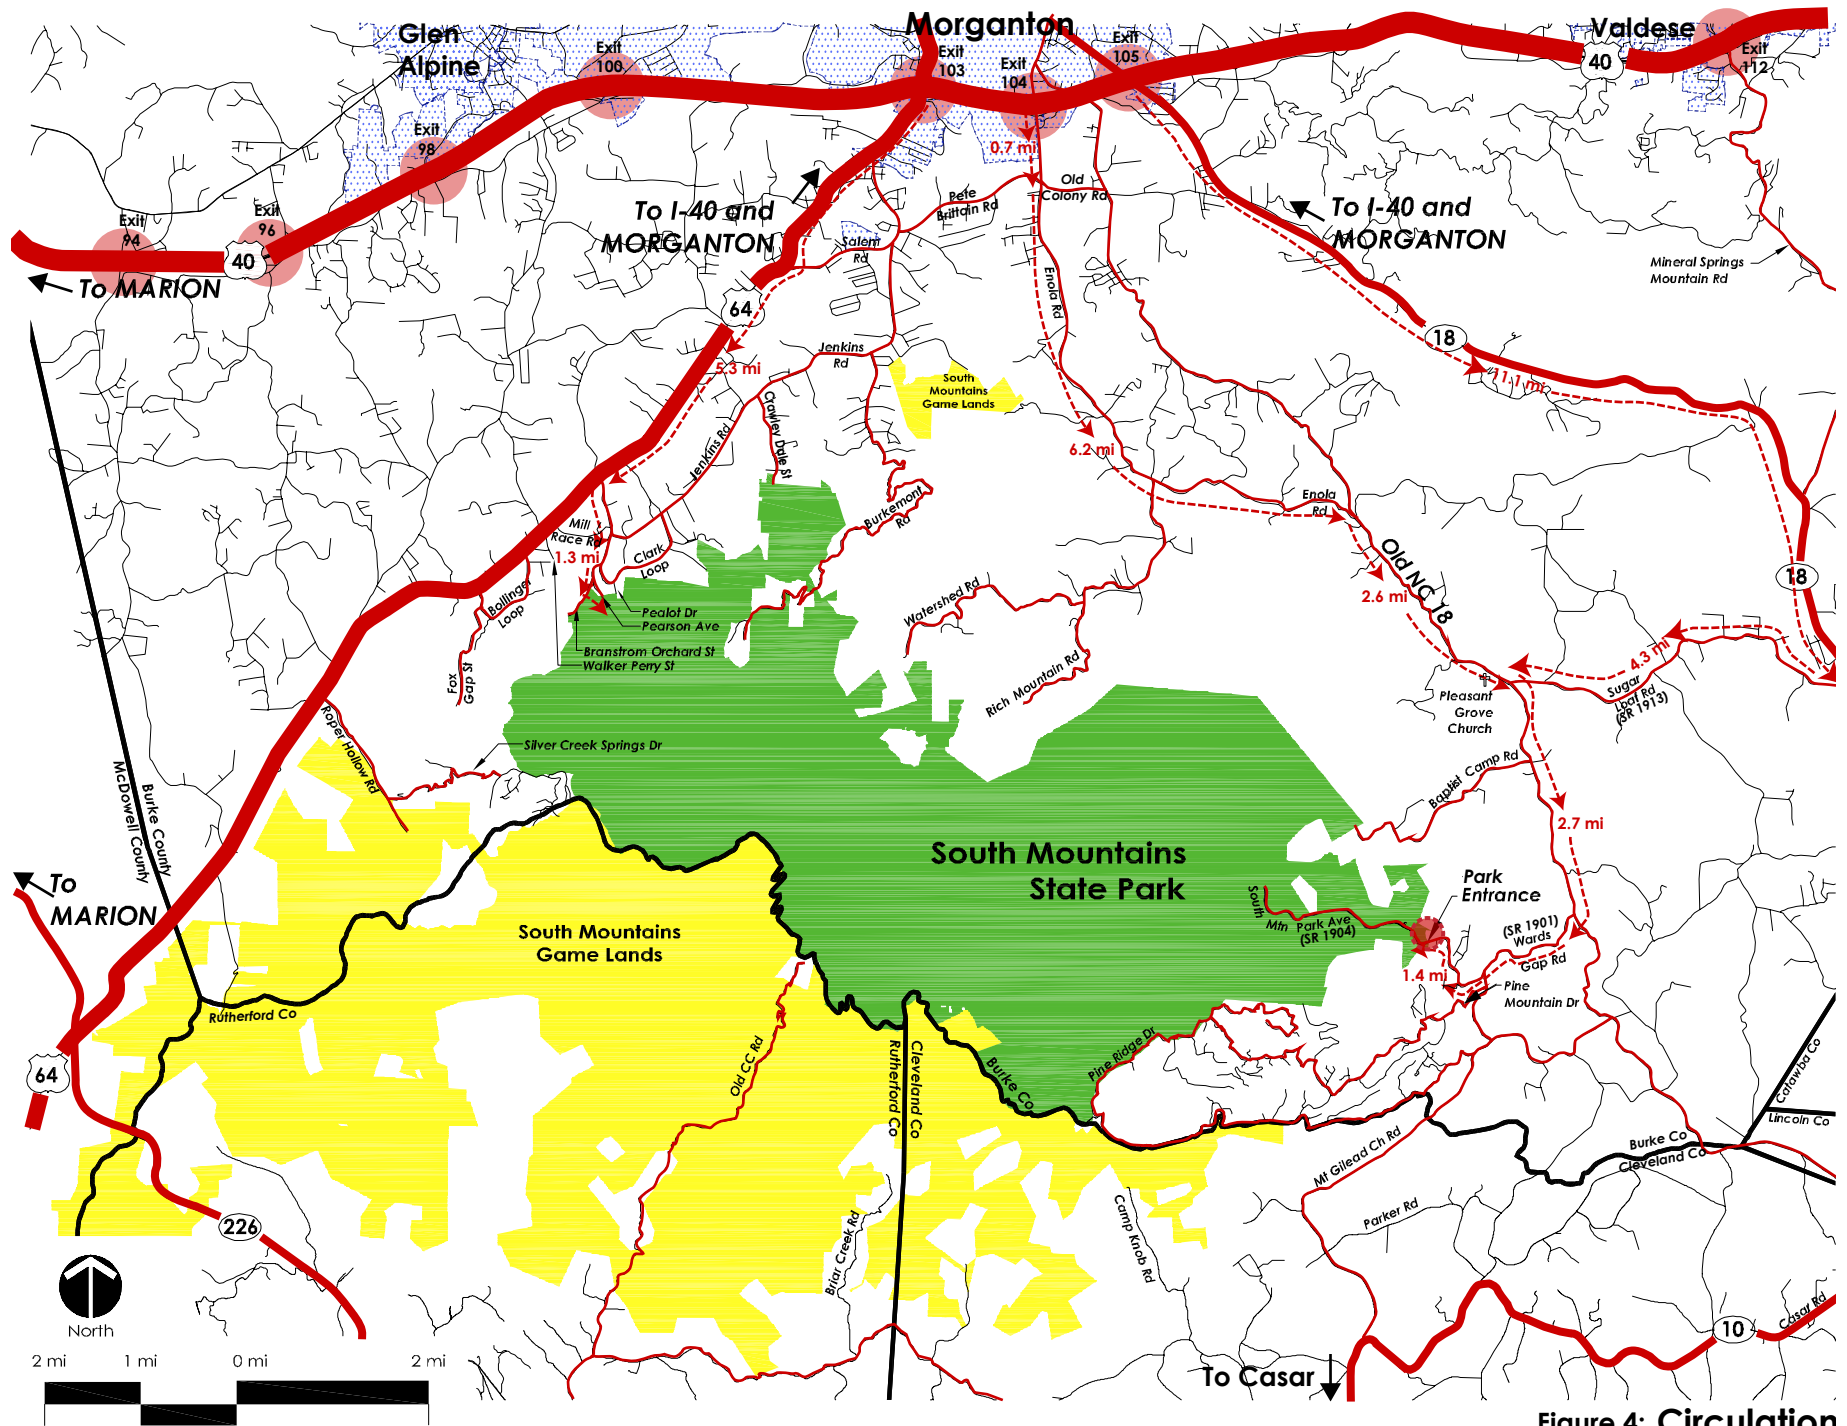 Morganton
Glen
Alpine
Valdese
Exit
100
Exit
103
Exit
104
Exit
105
40
Exit
112
Exit
98
0.7 mi
Old
Colony Rd
Pete
Brittain Rd
To I-40 and
MORGANTON
To I-40 and
MORGANTON
Exit
94
Exit
96
40
Salem
Rd
Mineral Springs
Mountain Rd
To MARION
64
Enola Rd
18
Jenkins
Rd
5.3 mi
South
Mountains
Game Lands
11.1 mi
Crawley Dale St
Jenkins Rd
6.2 mi
Burkemont
Rd
Enola
Rd
Mill
Race Rd
1.3 mi
Clark
Loop
Old NC 18
18
Bollinger
Loop
2.6 mi
Watershed Rd
Pealot Dr
Pearson Ave
Branstrom Orchard St
Walker Perry St
Fox
Gap St
Rich Mountain Rd
4.3 mi
Sugar
Loaf Rd
(SR 1913)
Pleasant
Grove
Church
Roper Hollow Rd
Silver Creek Springs Dr
Baptist Camp Rd
Burke County
McDowell County
2.7 mi
South Mountains
State Park
Park
Entrance
To
MARION
South
Mtn Park Ave
(SR 1904)
(SR 1901)
Wards
Gap Rd
South Mountains
Game Lands
1.4 mi
Pine
Mountain Dr
Rutherford Co
Old CC Rd
Cleveland Co
Rutherford Co
Burke Co
Pine Ridge Dr
64
Catawba Co
Lincoln Co
Burke Co
Cleveland Co
Mt Gilead Ch Rd
Parker Rd
226
Briar Creek Rd
Camp Knob Rd
North
10
Casar Rd
2 mi 1 mi 0 mi 2 mi
To Casar
Figure 4: Circulation